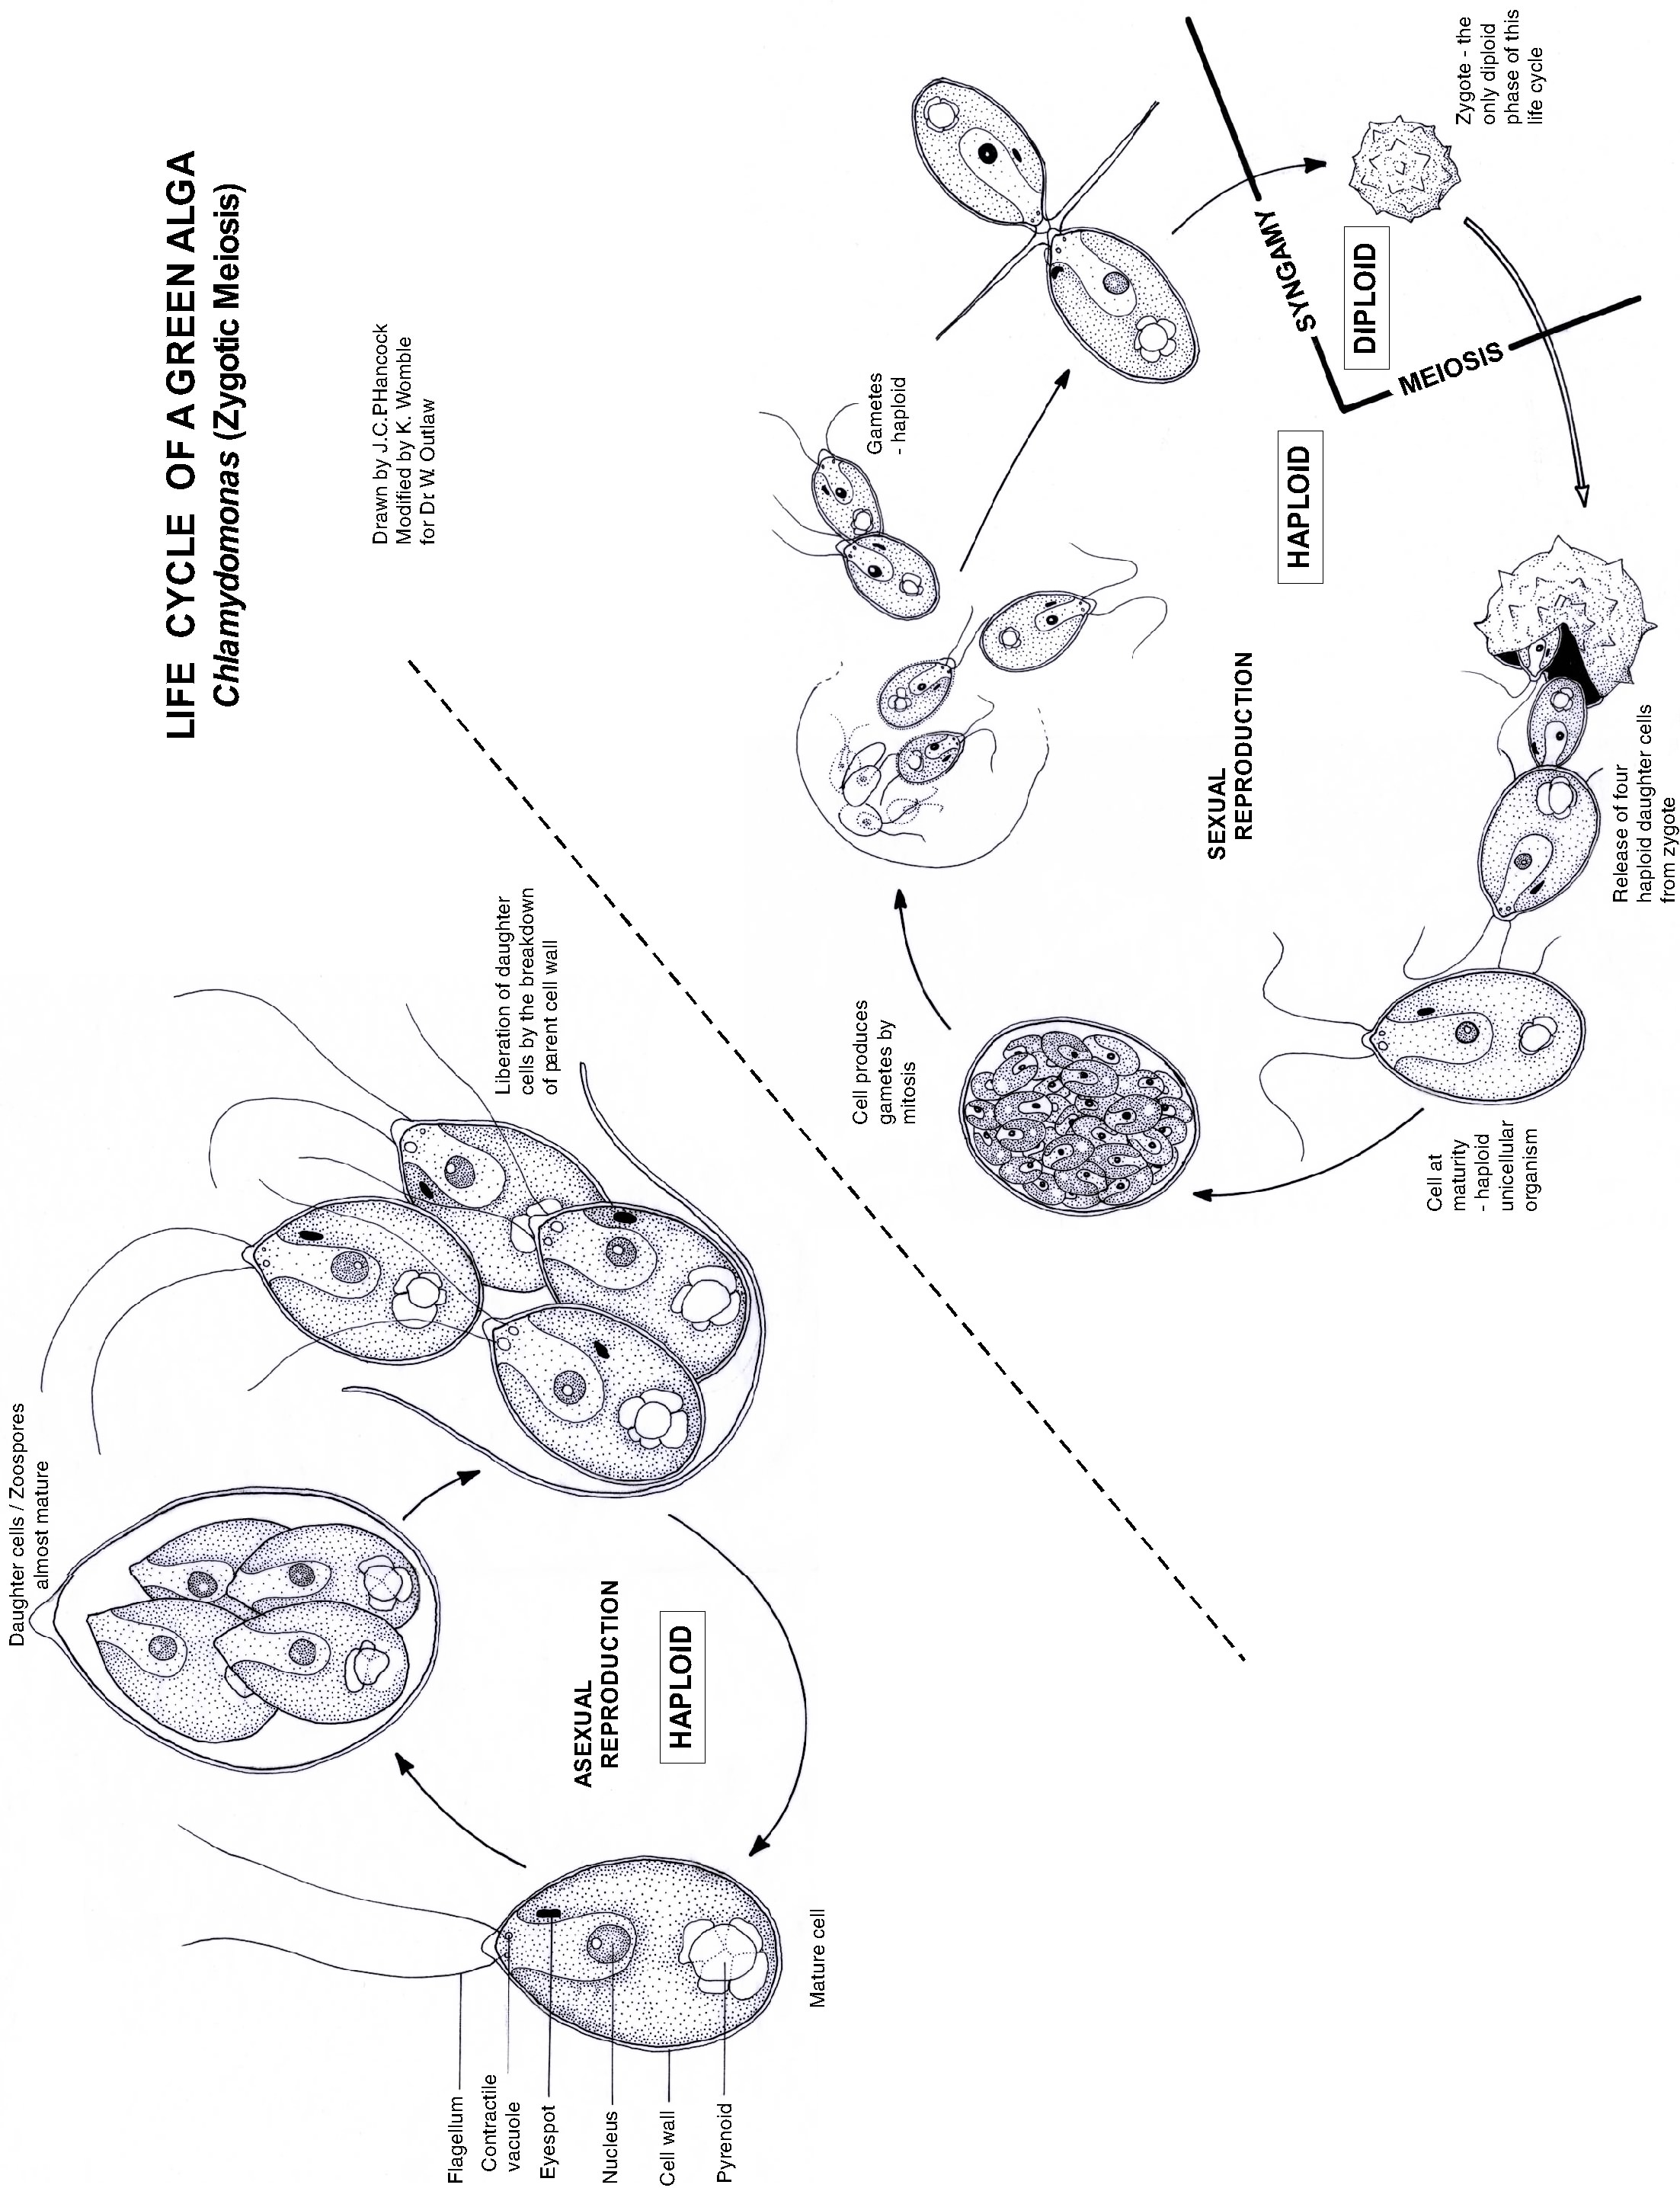 LIFE CYCLE OF A GREEN ALGA
Chlamydomonas (Zygotic Meiosis)
Drawn by J.C.PHancock
Modified by K. Womble
for Dr. W. Outlaw
Daughter cells / Zoospores
almost mature
Liberation of daughter
cells by the breakdown
of parent cell wall
Flagellum
Contractile
vacuole
Eyespot
Nucleus
Cell wall
Pyrenoid
Mature cell
ASEXUAL
REPRODUCTION
HAPLOID
Cell produces
gametes by
mitosis
Gametes
- haploid
SYNGAMY
Zygote - the
only diploid
phase of this
life cycle
DIPLOID
MEIOSIS
HAPLOID
SEXUAL
REPRODUCTION
Cell at
maturity
- haploid
unicellular
organism
Release of four
haploid daughter cells
from zygote